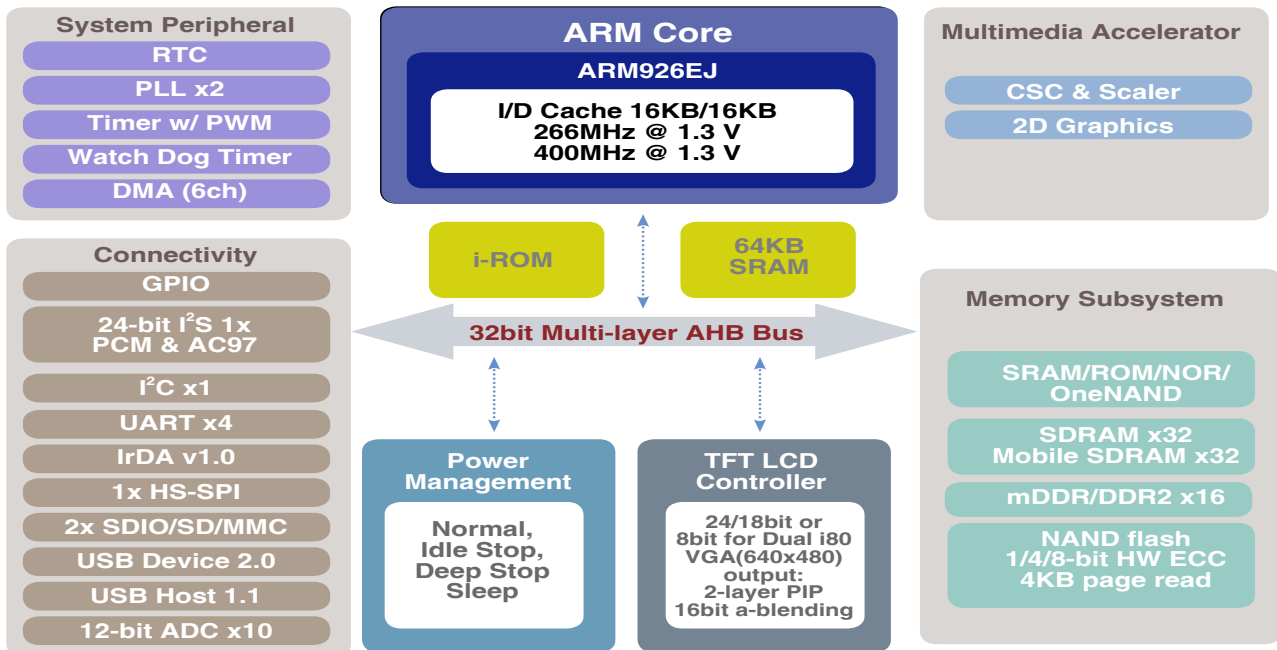 System Peripheral
RTC
PLL x2
Timer w/ PWM
Watch Dog Timer
DMA (6ch)
ARM Core
ARM926EJ
I/D Cache 16KB/16KB
266MHz @ 1.3 V
400MHz @ 1.3 V
Multimedia Accelerator
CSC & Scaler
2D Graphics
i-ROM
64KB
SRAM
32bit Multi-layer AHB Bus
Connectivity
GPIO
24-bit I²S 1x
PCM & AC97
I²C x1
UART x4
IrDA v1.0
1x HS-SPI
2x SDIO/SD/MMC
USB Device 2.0
USB Host 1.1
12-bit ADC x10
Power
Management
Normal,
Idle Stop,
Deep Stop
Sleep
TFT LCD
Controller
24/18bit or
8bit for Dual i80
VGA(640x480)
output:
2-layer PIP
16bit a-blending
Memory Subsystem
SRAM/ROM/NOR/
OneNAND
SDRAM x32
Mobile SDRAM x32
mDDR/DDR2 x16
NAND flash
1/4/8-bit HW ECC
4KB page read